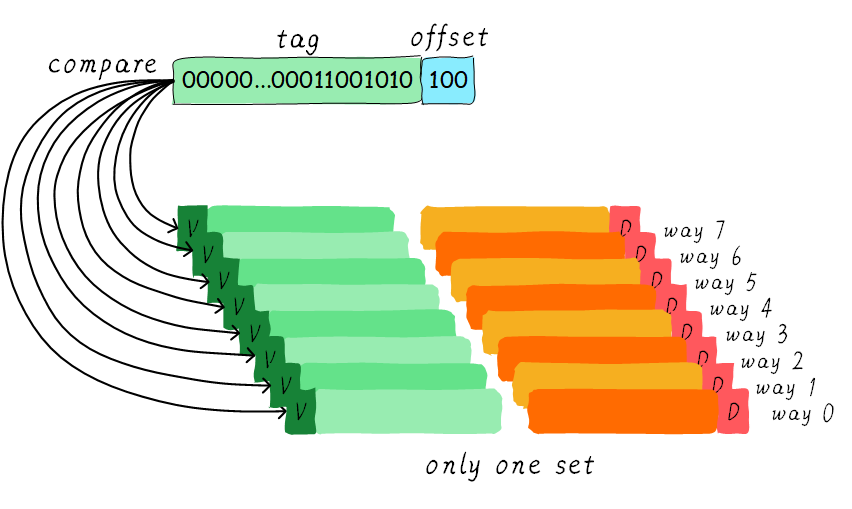 tag
offset
compare
00000...00011001010
100
V
D
way 7
V
D
way 6
V
D
way 5
V
D
way 4
V
D
way 3
V
D
way 2
V
D
way 1
V
D
way 0
only one set